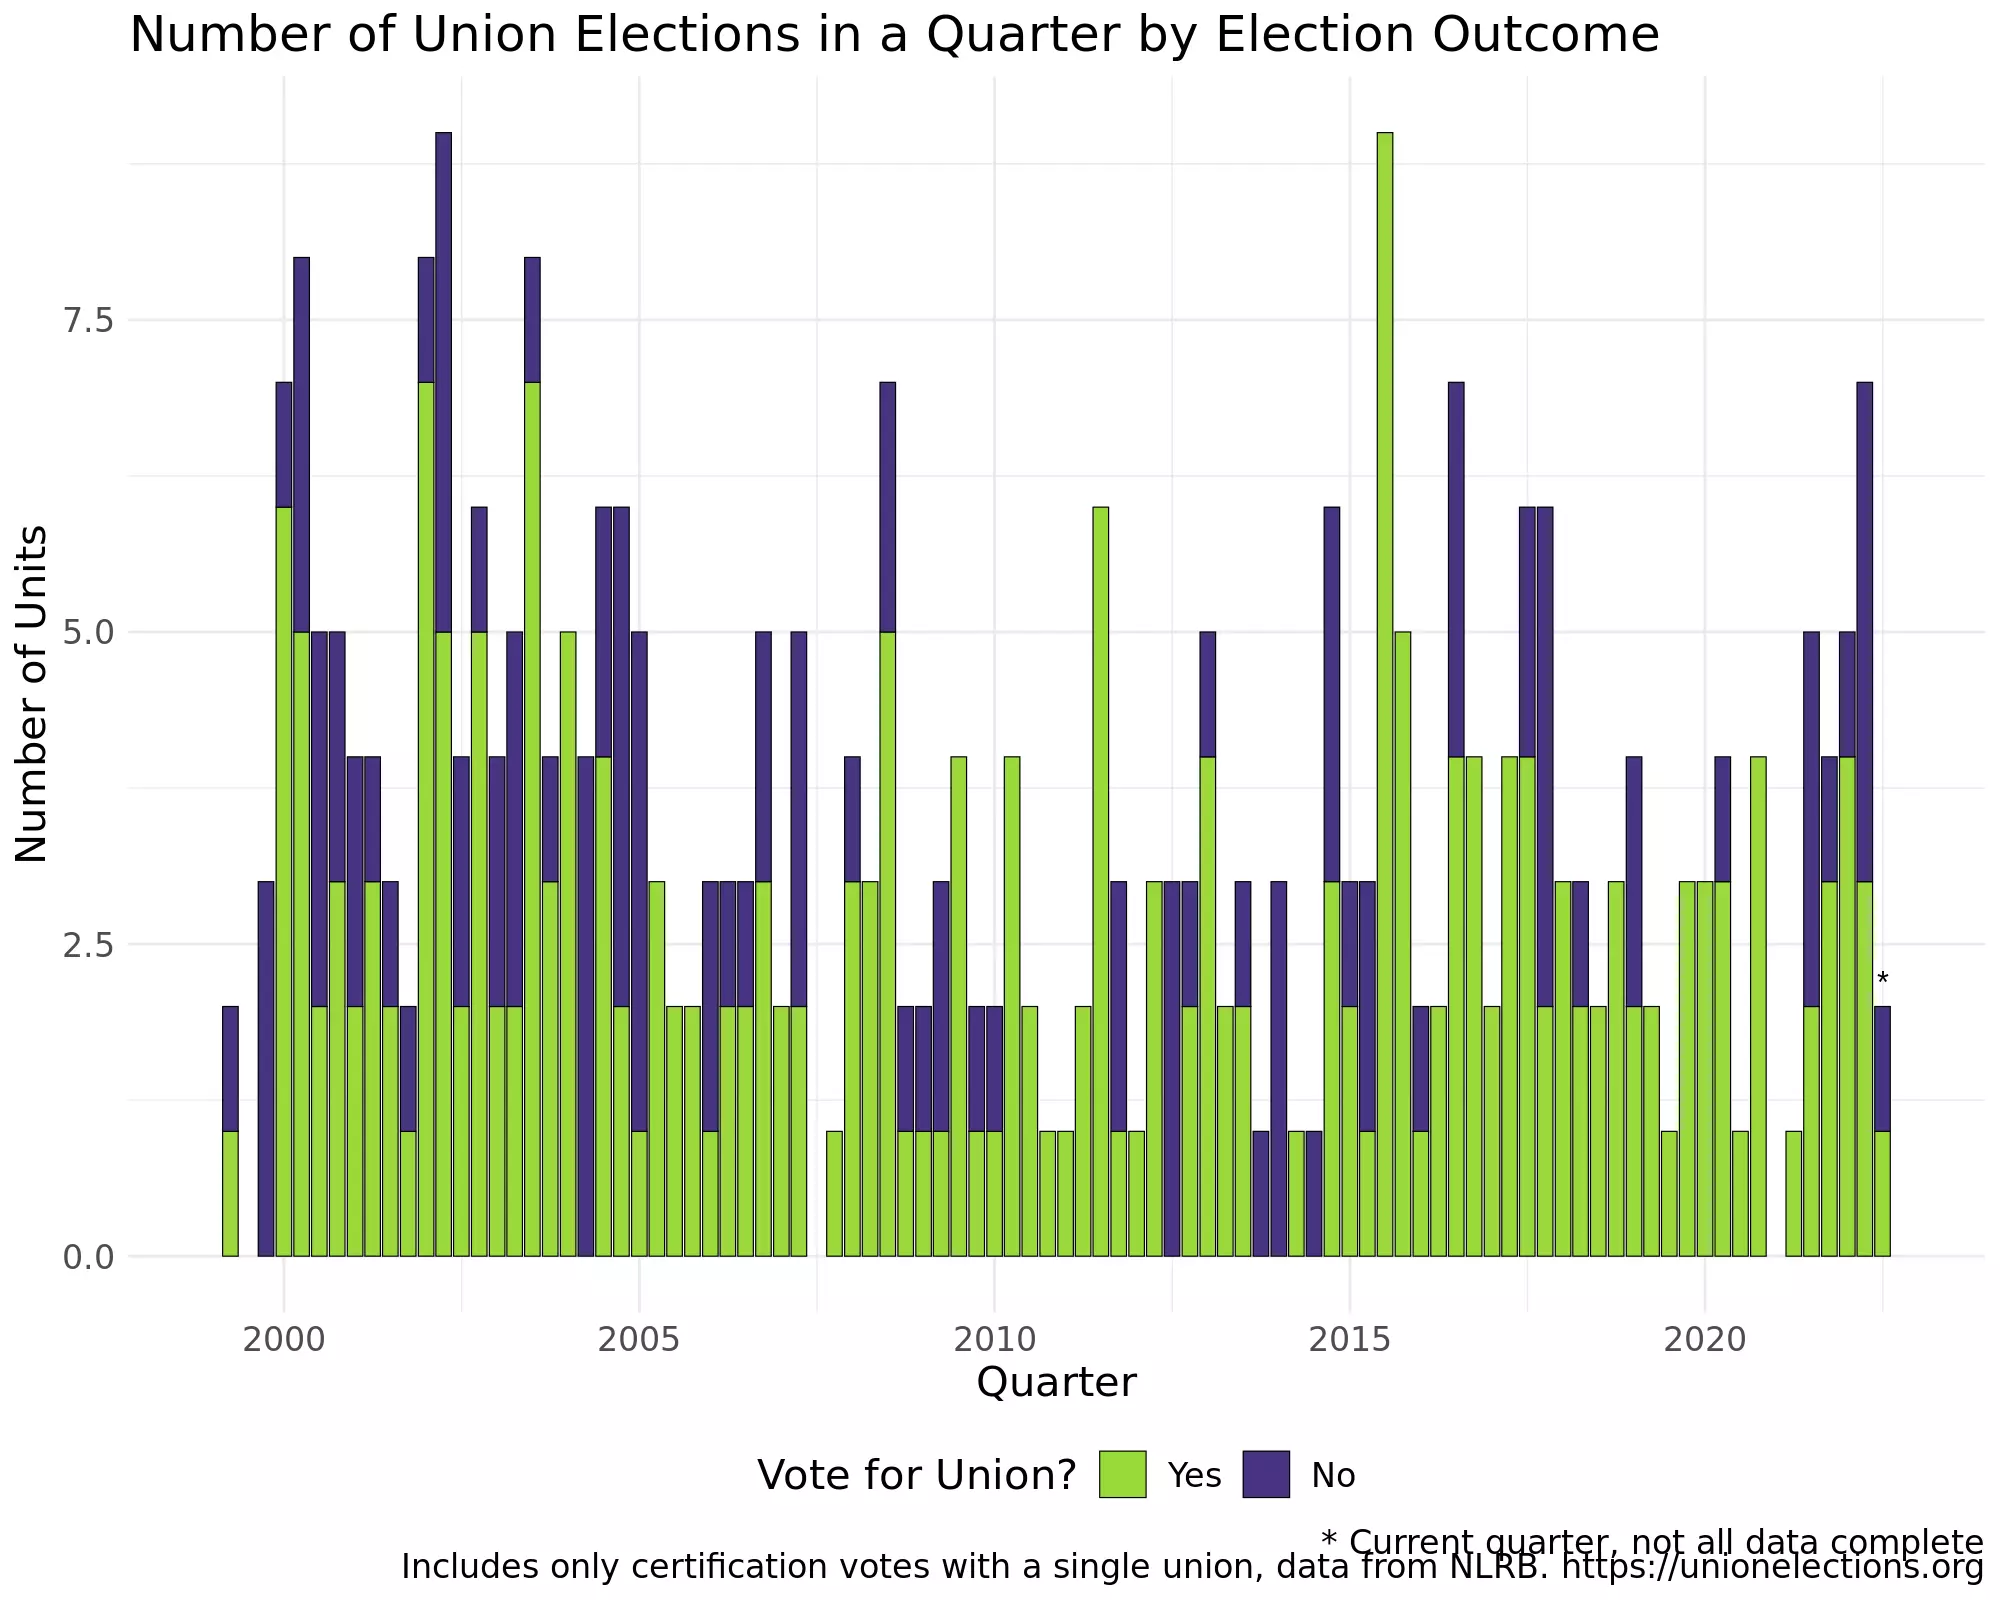 Number of Union Elections in a Quarter by Election Outcome
Number of Units
7.5
5.0
2.5
0.0
*
2000 2005 2010 2015 2020
Quarter
Vote for Union? Yes No
* Current quarter, not all data complete
Includes only certification votes with a single union, data from NLRB. https://unionelections.org